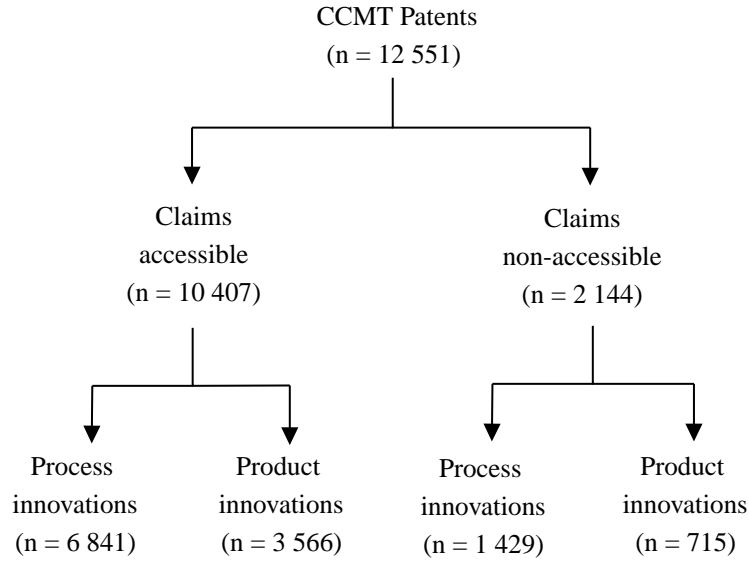 CCMT Patents
(n = 12 551)
Claims
accessible
(n = 10 407)
Claims
non-accessible
(n = 2 144)
Process
innovations
(n = 6 841)
Product
innovations
(n = 3 566)
Process
innovations
(n = 1 429)
Product
innovations
(n = 715)